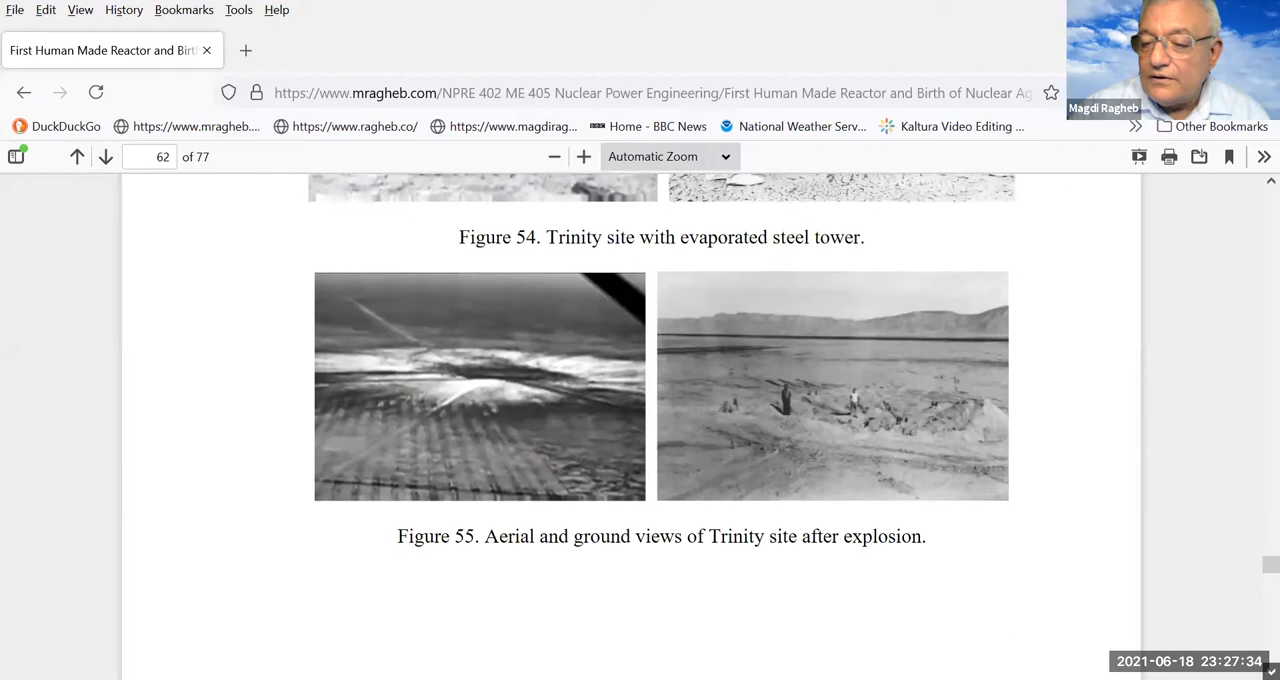 File Edit View History Bookmarks Tools Help
First Human Made Reactor and Birt
https://www.mragheb.com/NPRE 402 ME 405 Nuclear Power Engineering/First Human Made Reactor and Birth of Nuclear Ag
Magdi Ragheb
DuckDuckGo https://www.mragheb.... https://www.ragheb.co/ https://www.magdirag... Home - BBC News National Weather Serv... Kaltura Video Editing ... Other Bookmarks
62 of 77 Automatic Zoom
Figure 54. Trinity site with evaporated steel tower.
Figure 55. Aerial and ground views of Trinity site after explosion.
2021-06-18 23:27:34